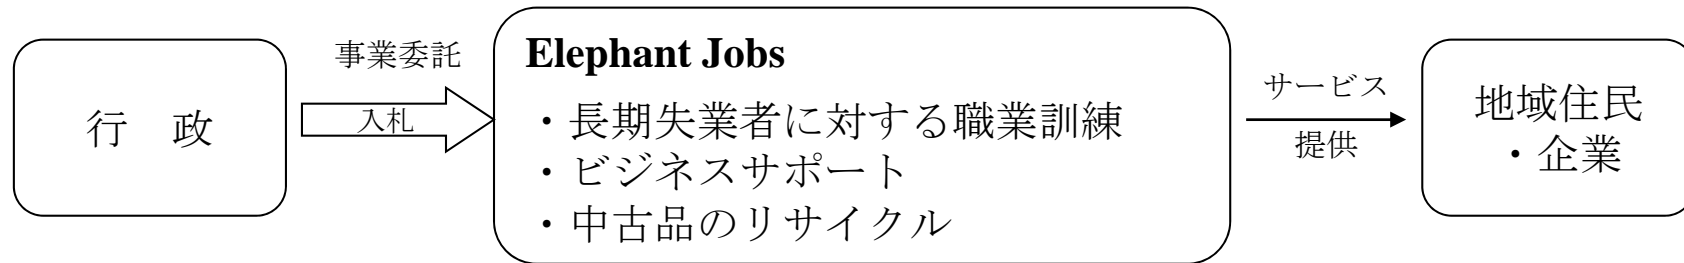 行　政
事業委託
入札
Elephant Jobs
・長期失業者に対する職業訓練
・ビジネスサポート
・中古品のリサイクル
サービス
提供
地域住民
・企業